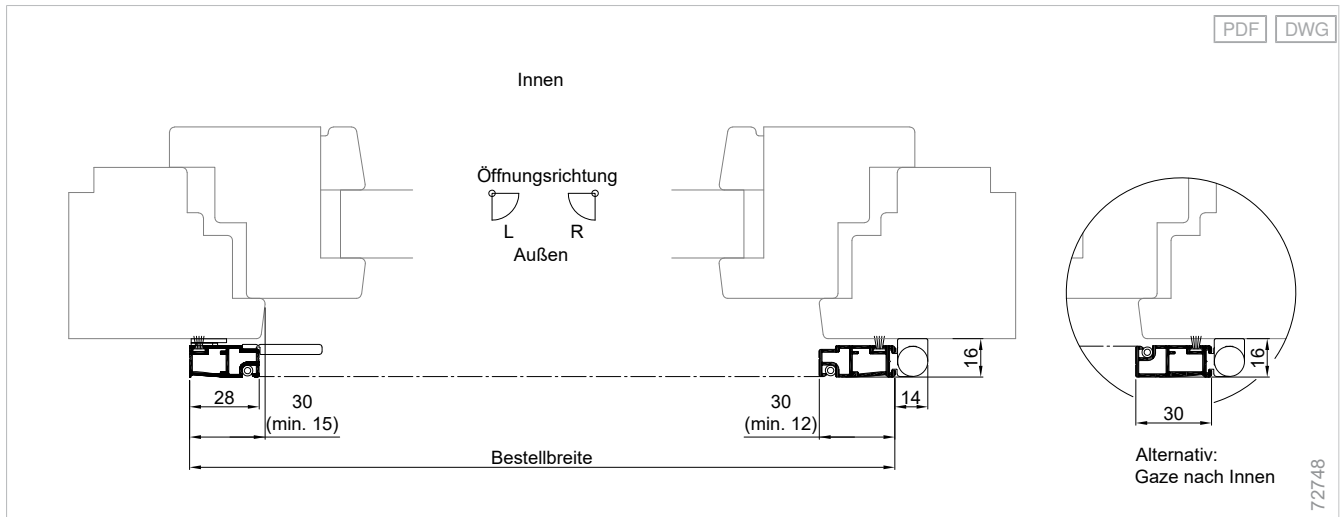 PDF DWG
Innen
Öffnungsrichtung
L R
Außen
16
16
28
30
(min. 15)
30
(min. 12)
14
30
Bestellbreite
Alternativ:
Gaze nach Innen
72748